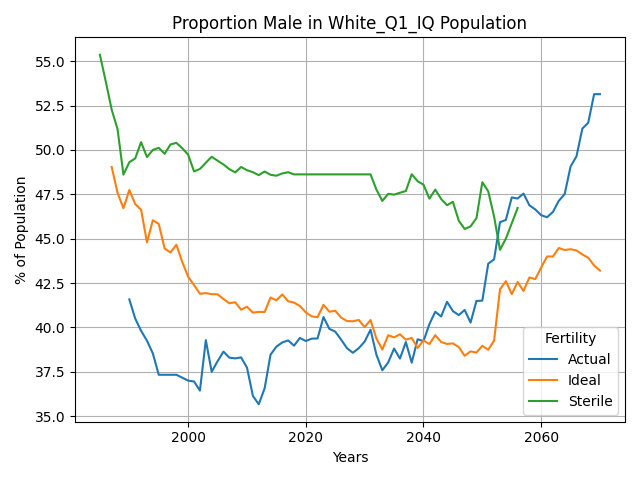 Proportion Male in White_Q1_IQ Population
% of Population
55.0
52.5
50.0
47.5
45.0
42.5
40.0
37.5
35.0
Fertility
Actual
Ideal
Sterile
2000 2020 2040 2060
Years